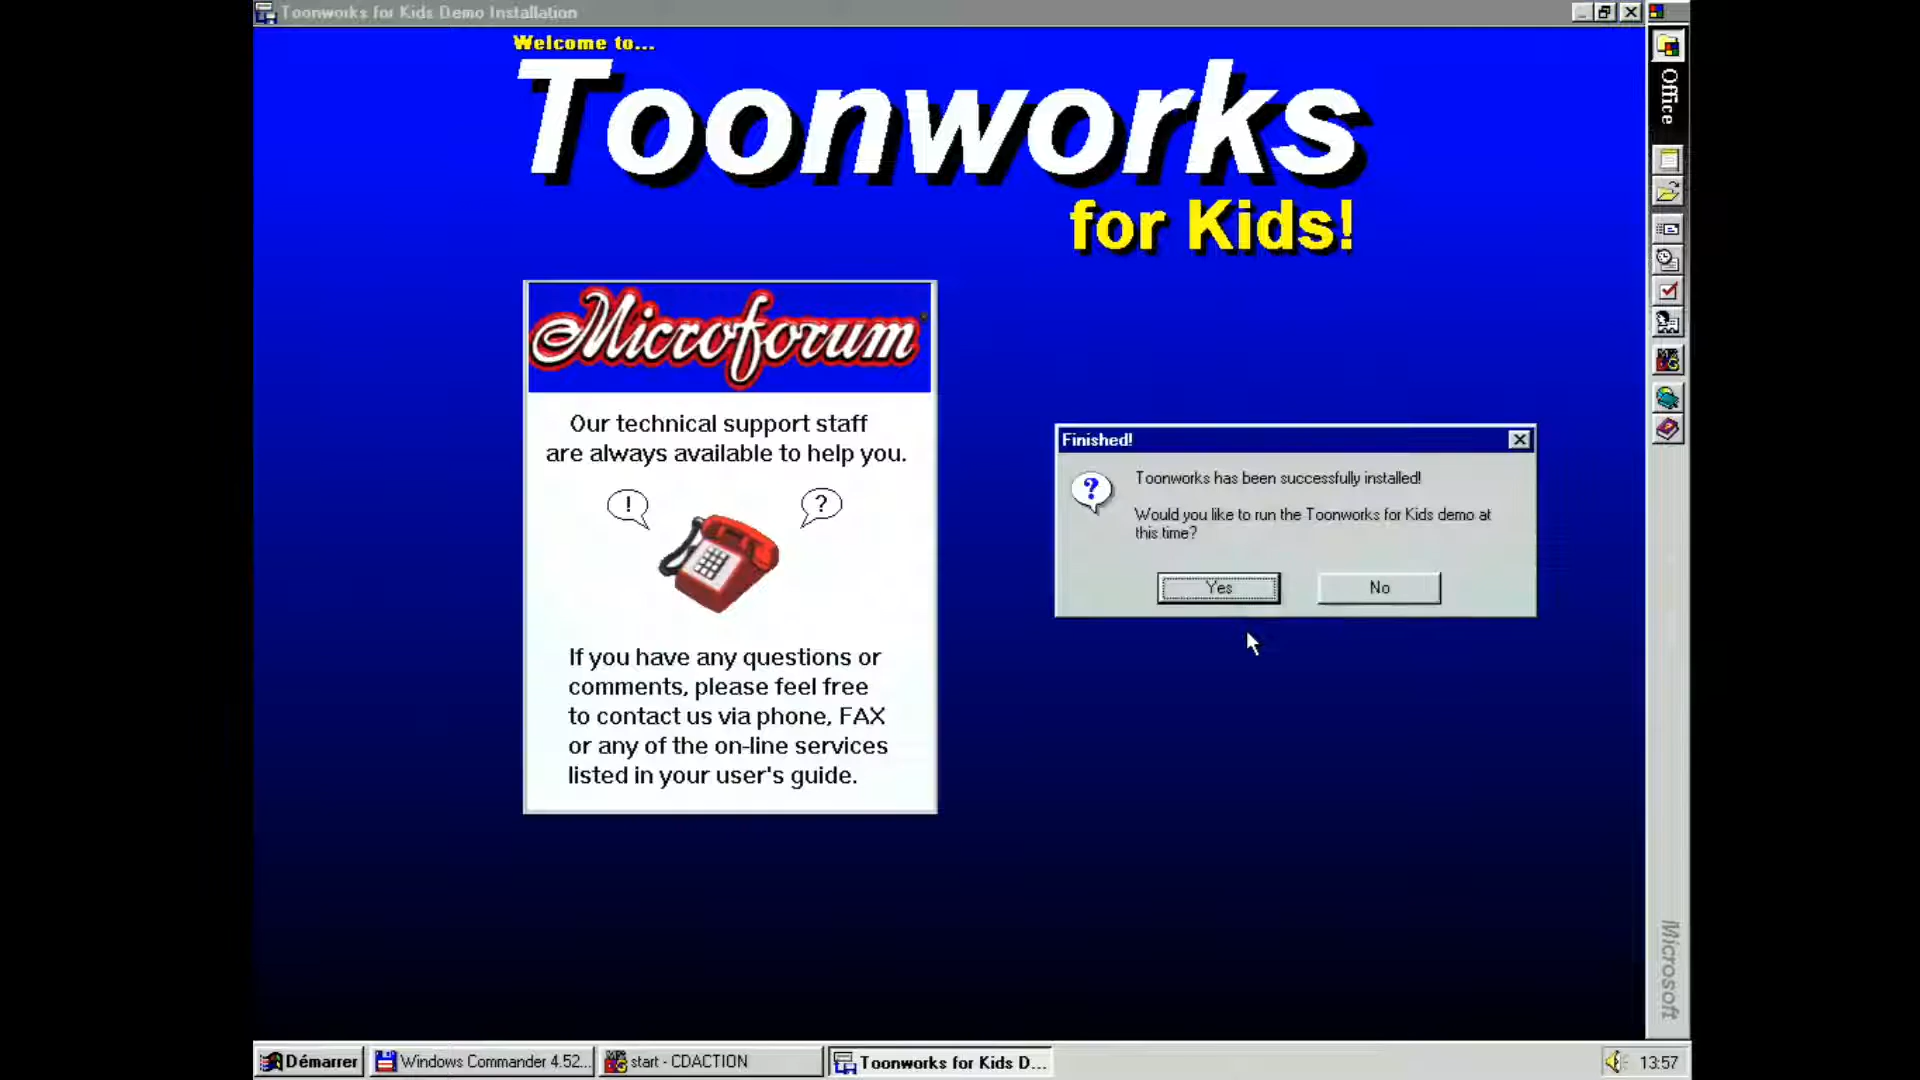 Toonworks for Kids Demo Installation
Welcome to...
Toonworks
for Kids!
Microforum
Our technical support staff
are always available to help you.
!
?
If you have any questions or
comments, please feel free
to contact us via phone, FAX
or any of the on-line services
listed in your user's guide.
Finished!
?
Toonworks has been successfully installed!
Would you like to run the Toonworks for Kids demo at
this time?
Yes
No
Office
Microsoft
Démarrer
Windows Commander 4.52...
start - CDACTION
Toonworks for Kids D...
13:57